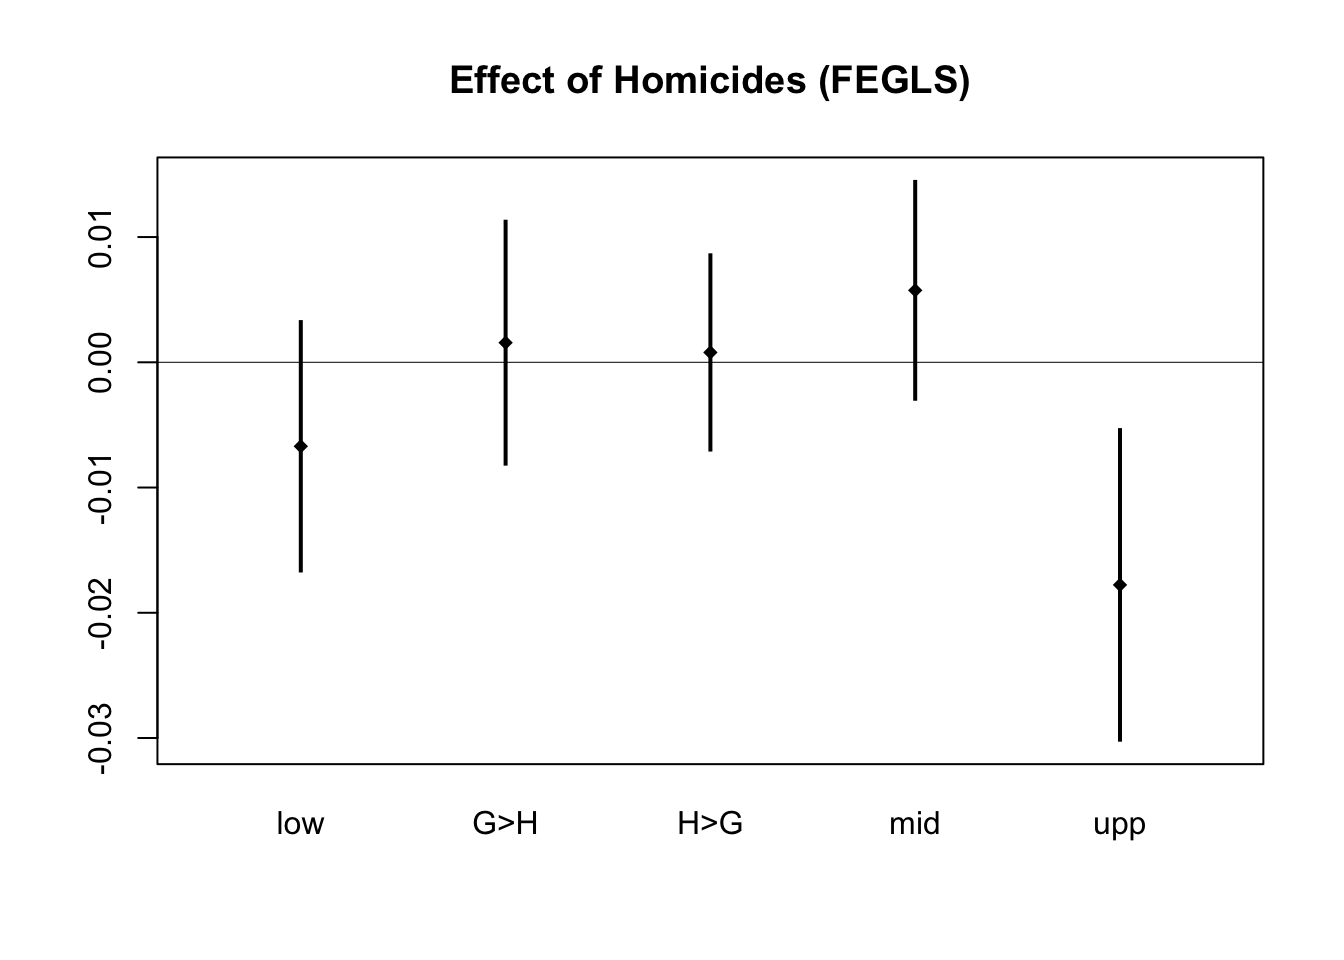 Effect of Homicides (FEGLS)
0.01
0.00
-0.01
-0.02
-0.03
low G>H H>G mid upp